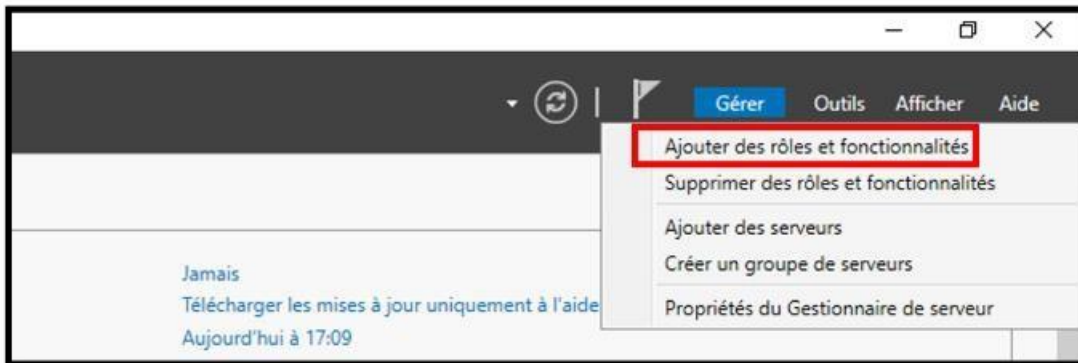 Gérer Outils Afficher Aide
Ajouter des rôles et fonctionnalités
Supprimer des rôles et fonctionnalités
Ajouter des serveurs
Créer un groupe de serveurs
Propriétés du Gestionnaire de serveur
Jamais
Télécharger les mises à jour uniquement à l'aide
Aujourd'hui à 17:09